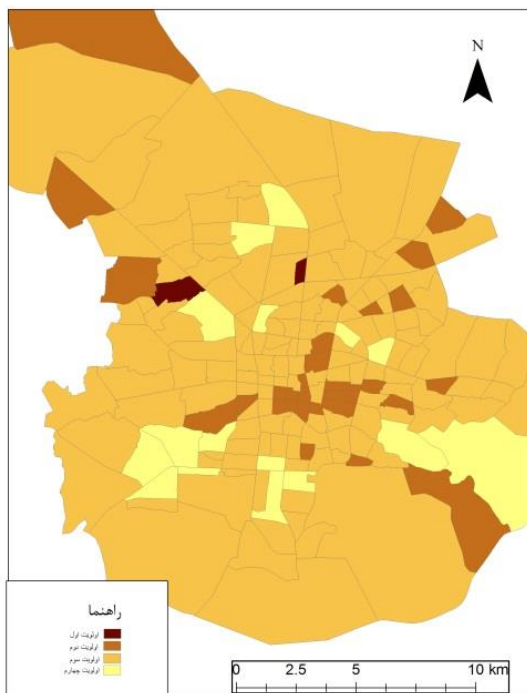 N
راهنما
اولویت اول
اولویت دوم
اولویت سوم
اولویت چهارم
0 2.5 5 10 km